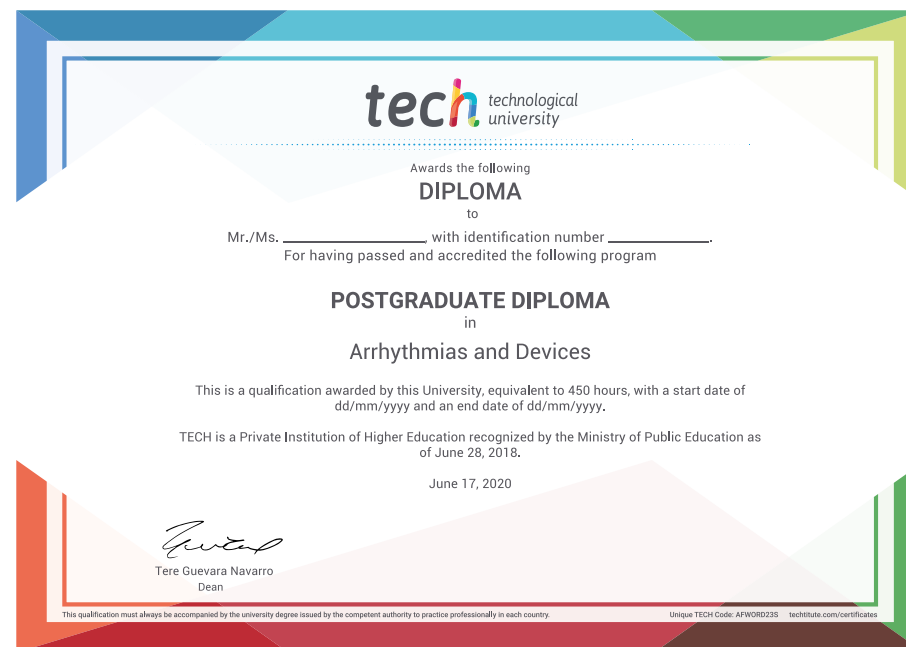 tech technological
university
Awards the following
DIPLOMA
to
Mr./Ms. ________________, with identification number ____________.
For having passed and accredited the following program
POSTGRADUATE DIPLOMA
in
Arrhythmias and Devices
This is a qualification awarded by this University, equivalent to 450 hours, with a start date of
dd/mm/yyyy and an end date of dd/mm/yyyy.
TECH is a Private Institution of Higher Education recognized by the Ministry of Public Education as
of June 28, 2018.
June 17, 2020
Tere Guevara Navarro
Dean
This qualification must always be accompanied by the university degree issued by the competent authority to practice professionally in each country. Unique TECH Code: AFWORD23S techtitute.com/certificates